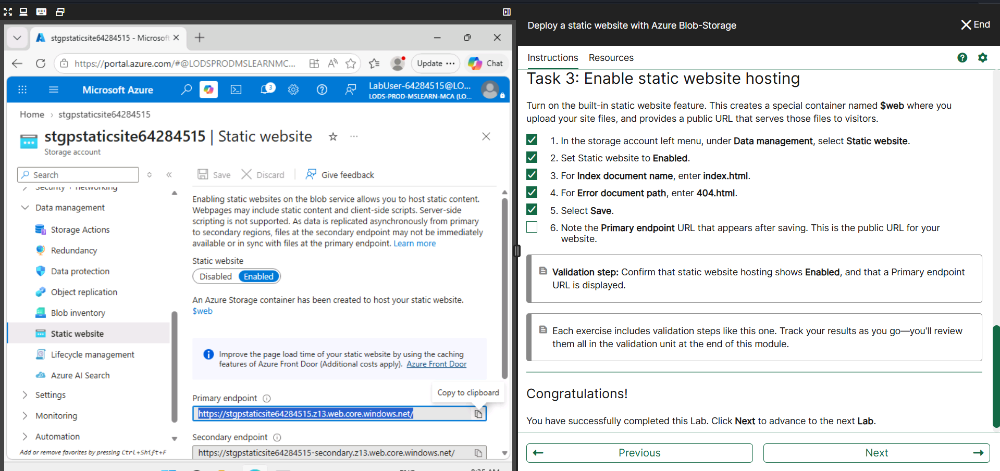 stgpstaticsite64284515 - Microsoft
https://portal.azure.com/#@LODSPRODMSLEARNMC...
Update
Chat
Microsoft Azure
3
LabUser-64284515@LO...
LODS-PROD-MSLEARN-MCA (LO...
Home > stgpstaticsite64284515
stgpstaticsite64284515 | Static website
Storage account
Search
Security + networking
Data management
Storage Actions
Redundancy
Data protection
Object replication
Blob inventory
Static website
Lifecycle management
Azure AI Search
Settings
Monitoring
Automation
Add or remove favorites by pressing Ctrl+Shift+F
Save
Discard
Give feedback
Enabling static websites on the blob service allows you to host static content.
Webpages may include static content and client-side scripts. Server-side
scripting is not supported. As data is replicated asynchronously from primary
to secondary regions, files at the secondary endpoint may not be immediately
available or in sync with files at the primary endpoint. Learn more
Static website
Disabled Enabled
An Azure Storage container has been created to host your static website.
$web
Improve the page load time of your static website by using the caching
features of Azure Front Door (Additional costs apply). Azure Front Door
Copy to clipboard
Primary endpoint
https://stgpstaticsite64284515.z13.web.core.windows.net/
Secondary endpoint
https://stgpstaticsite64284515-secondary.z13.web.core.windows.net/
Deploy a static website with Azure Blob-Storage
End
Instructions Resources
Task 3: Enable static website hosting
Turn on the built-in static website feature. This creates a special container named $web where you
upload your site files, and provides a public URL that serves those files to visitors.
1. In the storage account left menu, under Data management, select Static website.
2. Set Static website to Enabled.
3. For Index document name, enter index.html.
4. For Error document path, enter 404.html.
5. Select Save.
6. Note the Primary endpoint URL that appears after saving. This is the public URL for your
website.
Validation step: Confirm that static website hosting shows Enabled, and that a Primary endpoint
URL is displayed.
Each exercise includes validation steps like this one. Track your results as you go—you'll review
them all in the validation unit at the end of this module.
Congratulations!
You have successfully completed this Lab. Click Next to advance to the next Lab.
Previous
Next